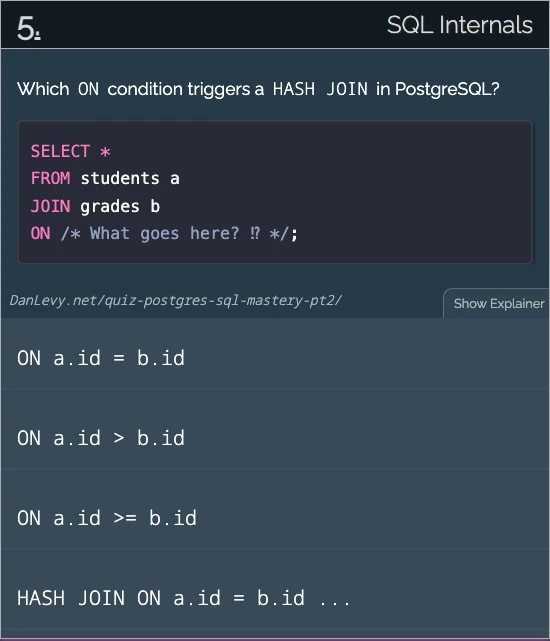 5.
SQL Internals
Which ON condition triggers a HASH JOIN in PostgreSQL?
SELECT *
FROM students a
JOIN grades b
ON /* What goes here? ⁉ */;
DanLevy.net/quiz-postgres-sql-mastery-pt2/
Show Explainer
ON a.id = b.id
ON a.id > b.id
ON a.id >= b.id
HASH JOIN ON a.id = b.id ...